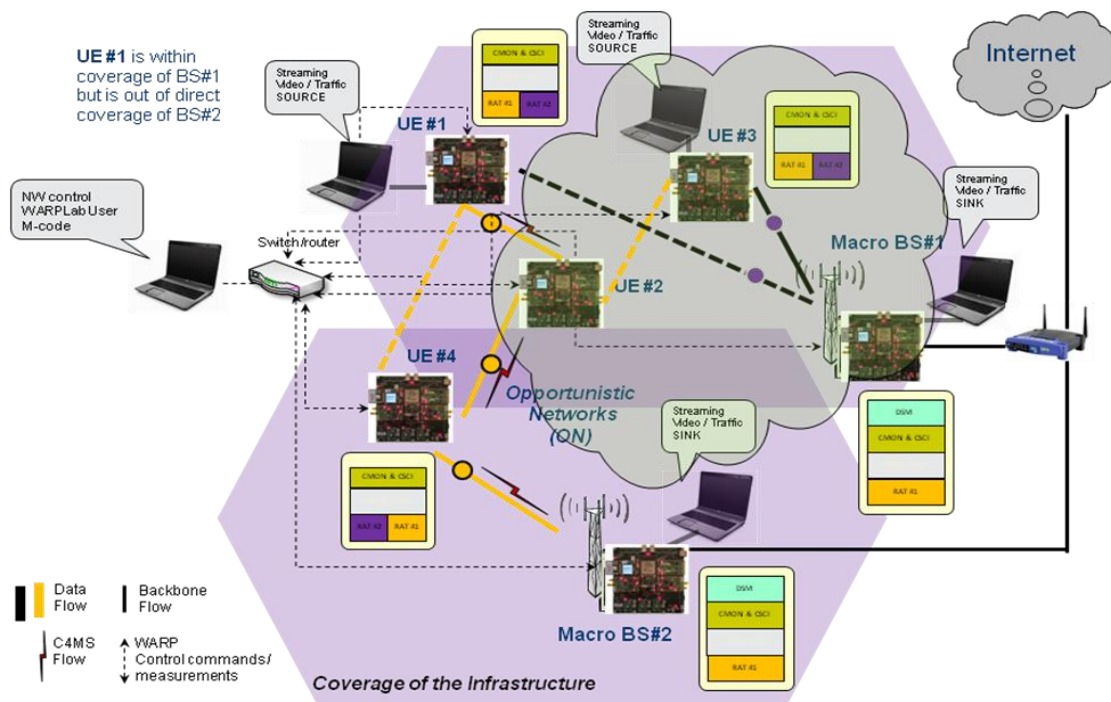 UE #1 is within
coverage of BS#1
but is out of direct
coverage of BS#2
Streaming
Video / Traffic
SOURCE
CMON & CSCI
RAT #1
RAT #2
Streaming
Video / Traffic
SOURCE
Internet
UE #1
UE #3
CMON & CSCI
RAT #1
RAT #2
Streaming
Video / Traffic
SINK
NW control
WARPLab User
M-code
Switch/router
Macro BS#1
UE #2
UE #4
Opportunistic
Networks
(ON)
Streaming
Video / Traffic
SINK
DSM
CMON & CSCI
RAT #1
CMON & CSCI
RAT #2
RAT #1
Macro BS#2
DSM
CMON & CSCI
RAT #1
Data
Flow
Backbone
Flow
C4MS
Flow
WARP
Control commands/
measurements
Coverage of the Infrastructure